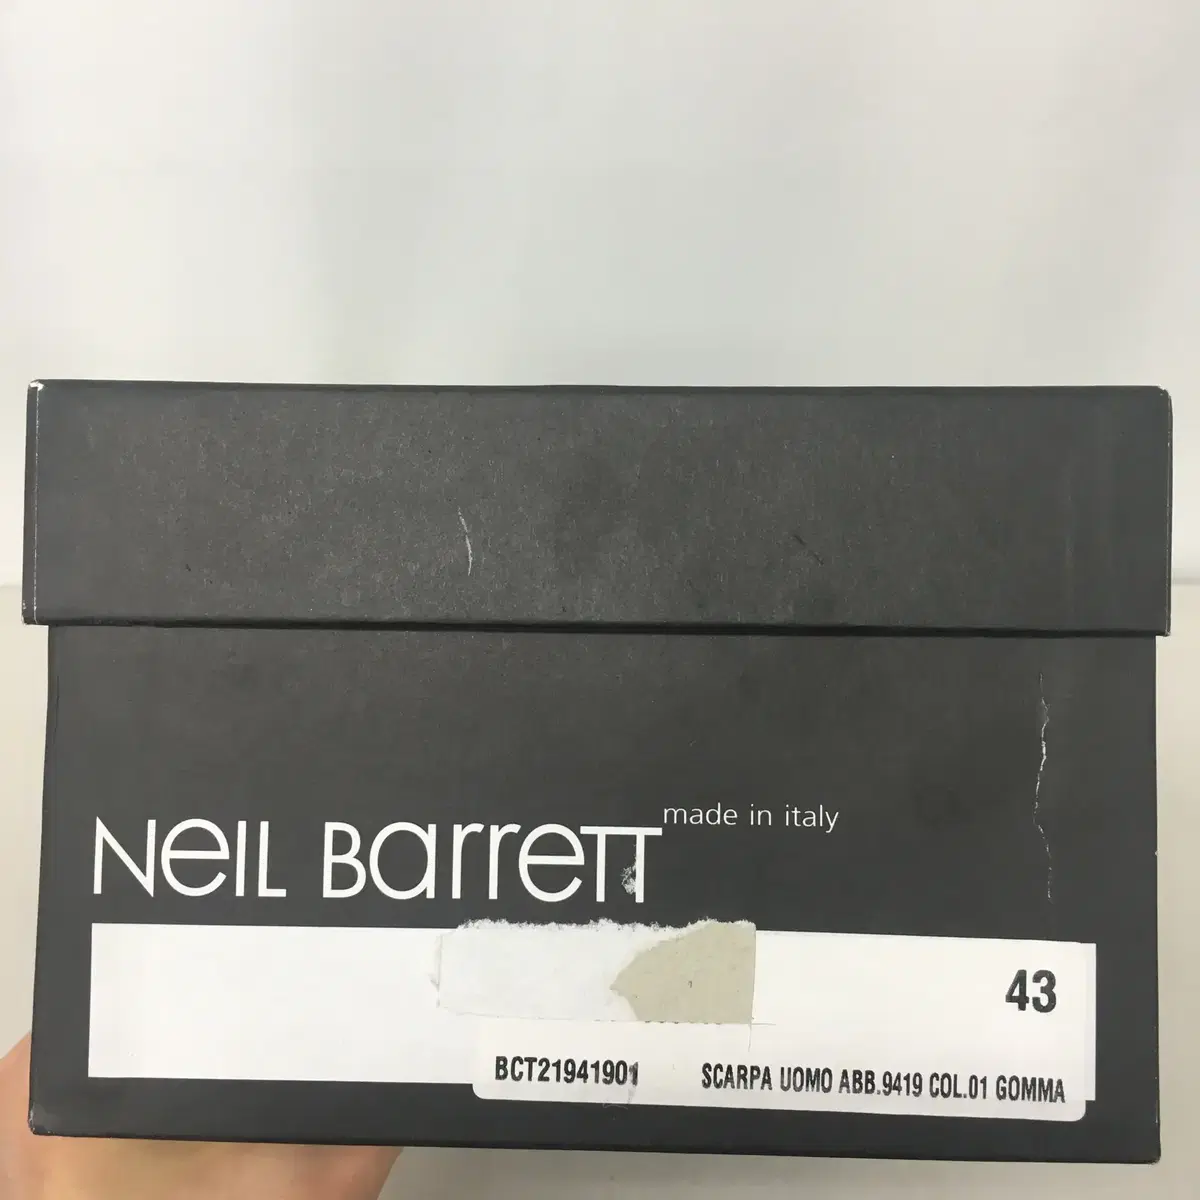 NeIL Barrett made in italy
43
BCT21941901 SCARPA UOMO ABB.9419 COL.01 GOMMA